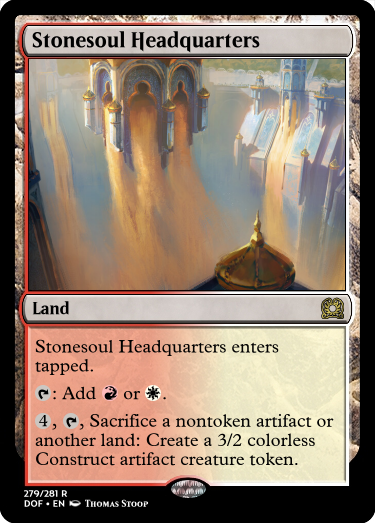 Stonesoul Headquarters
Land
Stonesoul Headquarters enters
tapped.
: Add or .
4, , Sacrifice a nontoken artifact or
another land: Create a 3/2 colorless
Construct artifact creature token.
279/281 R
DOF • EN Thomas Stoop